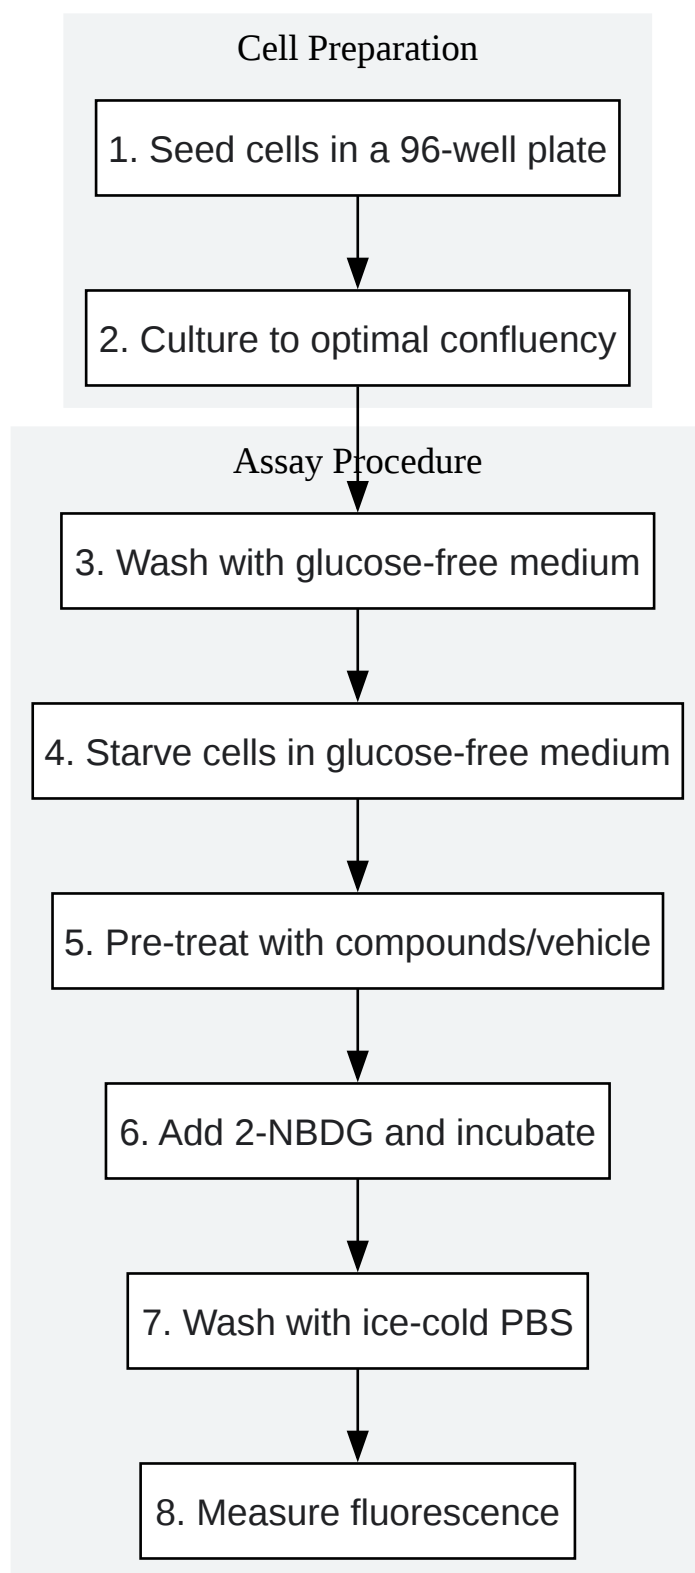 Cell Preparation
1. Seed cells in a 96-well plate
2. Culture to optimal confluency
Assay Procedure
3. Wash with glucose-free medium
4. Starve cells in glucose-free medium
5. Pre-treat with compounds/vehicle
6. Add 2-NBDG and incubate
7. Wash with ice-cold PBS
8. Measure fluorescence